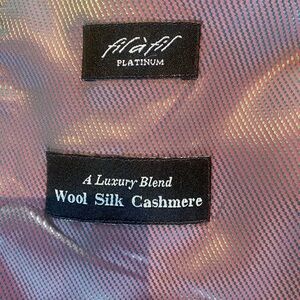 fil à fil
PLATINUM
A Luxury Blend
Wool Silk Cashmere